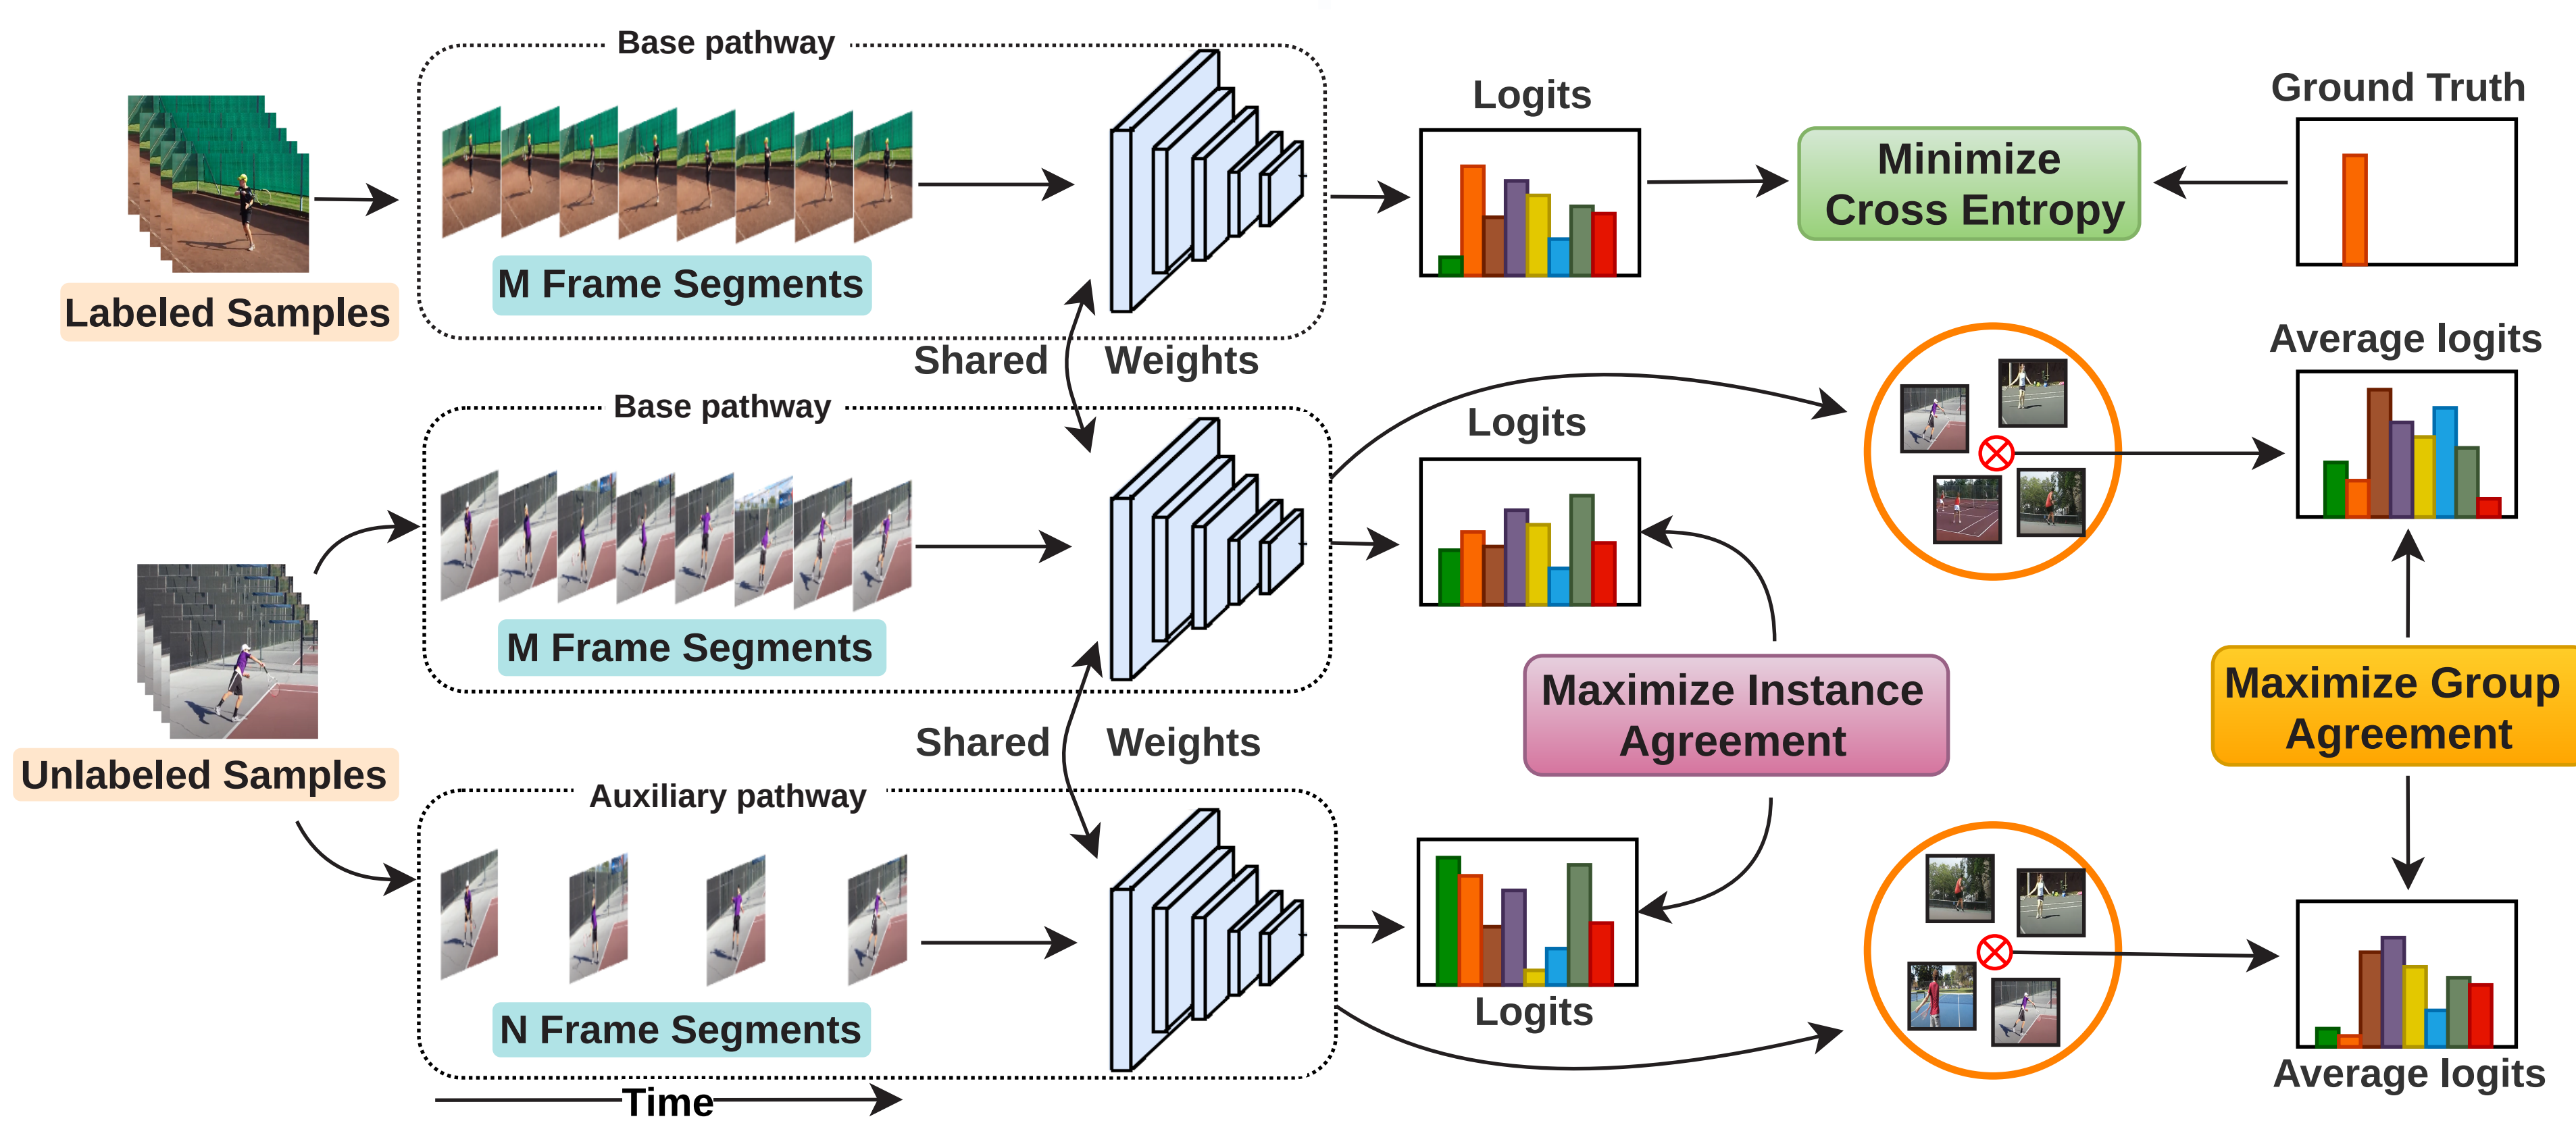 Base pathway
Logits
Ground Truth
Minimize
Cross Entropy
M Frame Segments
Labeled Samples
Shared Weights
Average logits
Base pathway
Logits
M Frame Segments
Maximize Instance
Agreement
Maximize Group
Agreement
Unlabeled Samples
Shared Weights
Auxiliary pathway
N Frame Segments
Logits
Average logits
Time